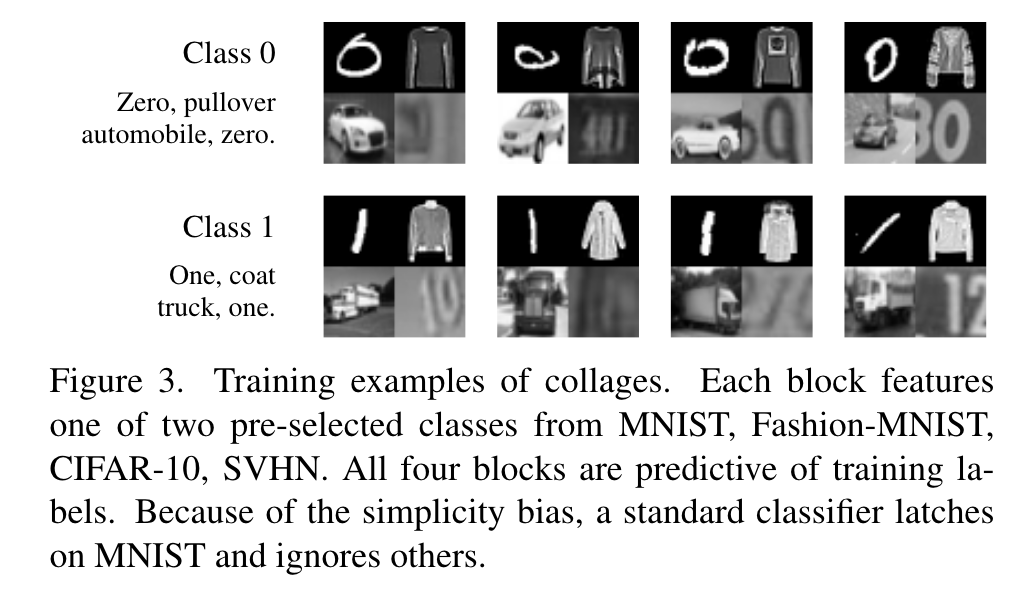 Class 0
Zero, pullover
automobile, zero.
Class 1
One, coat
truck, one.
Figure 3. Training examples of collages. Each block features
one of two pre-selected classes from MNIST, Fashion-MNIST,
CIFAR-10, SVHN. All four blocks are predictive of training la-
bels. Because of the simplicity bias, a standard classifier latches
on MNIST and ignores others.